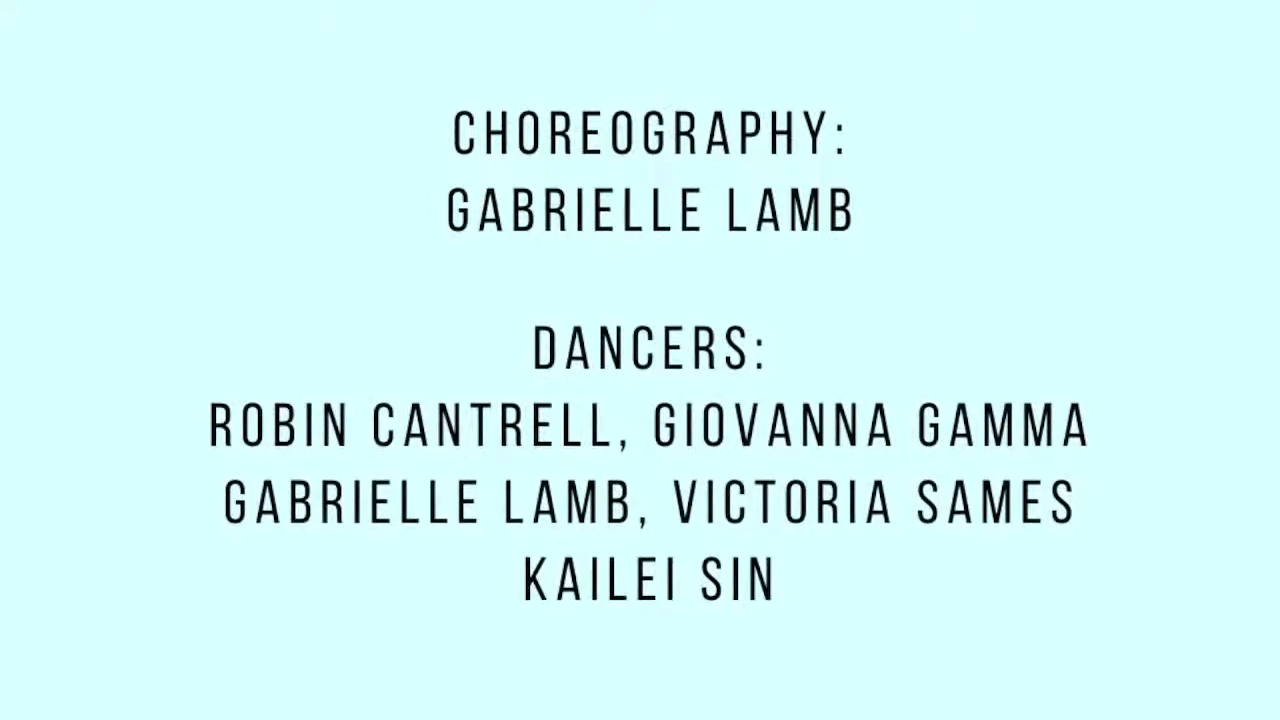 CHOREOGRAPHY:
GABRIELLE LAMB
DANCERS:
ROBIN CANTRELL, GIOVANNA GAMMA
GABRIELLE LAMB, VICTORIA SAMES
KAILEI SIN